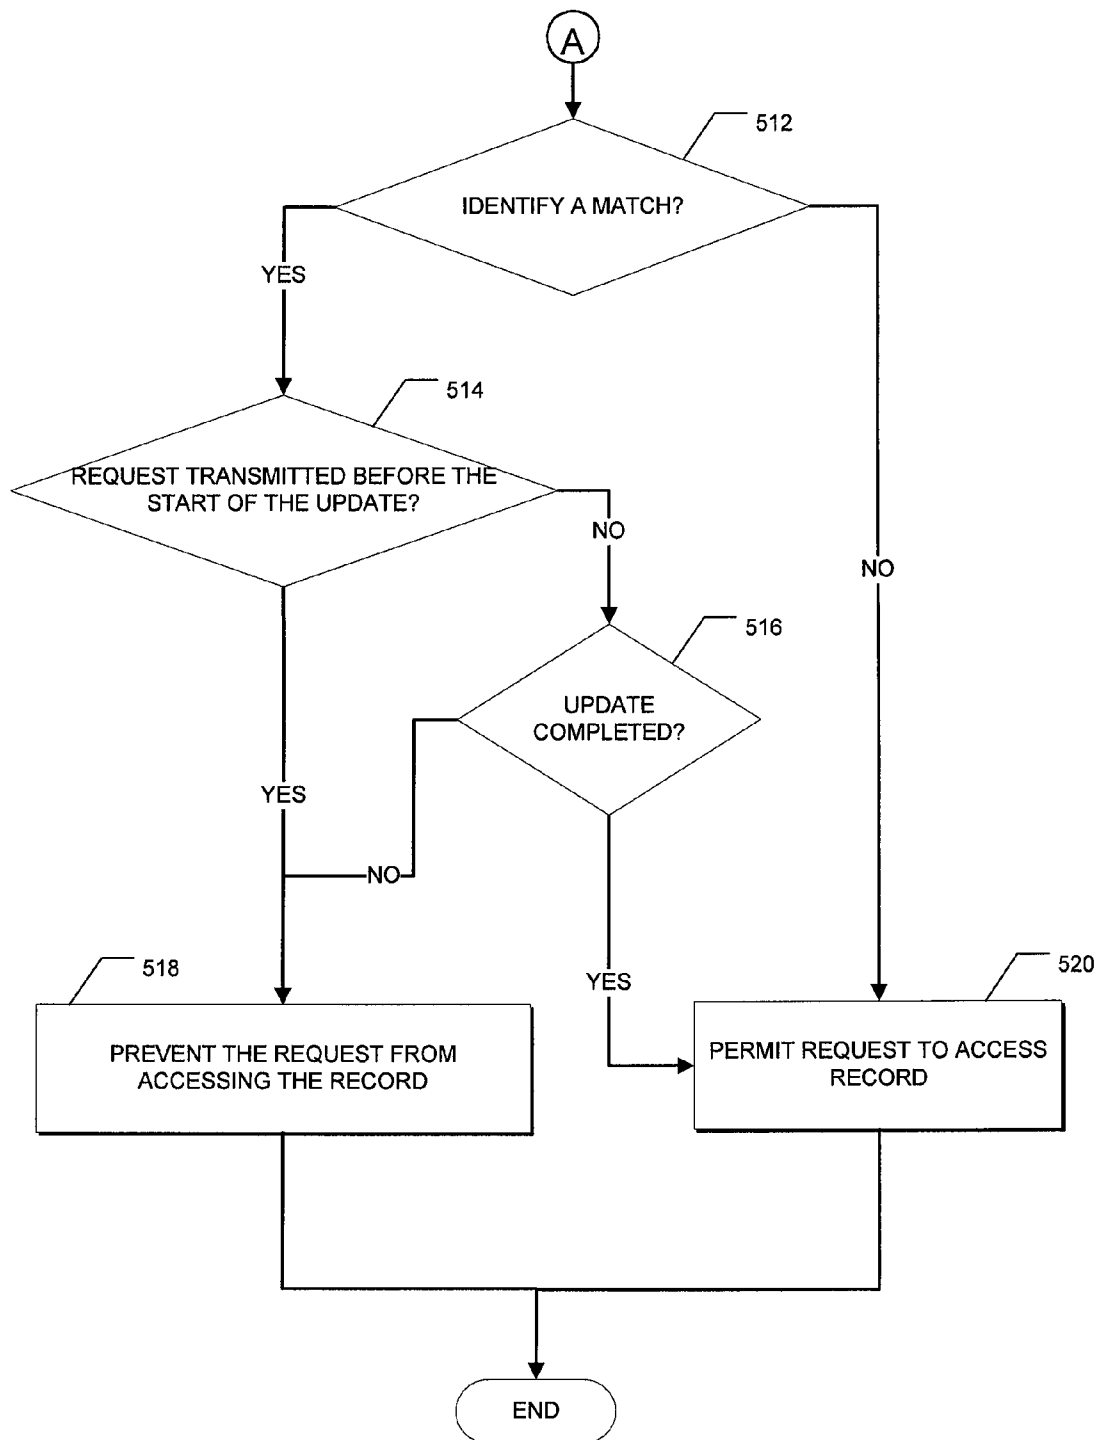 A
512
IDENTIFY A MATCH?
YES
514
REQUEST TRANSMITTED BEFORE THE
START OF THE UPDATE?
NO
NO
516
UPDATE
COMPLETED?
YES
NO
518
YES
520
PREVENT THE REQUEST FROM
ACCESSING THE RECORD
PERMIT REQUEST TO ACCESS
RECORD
END